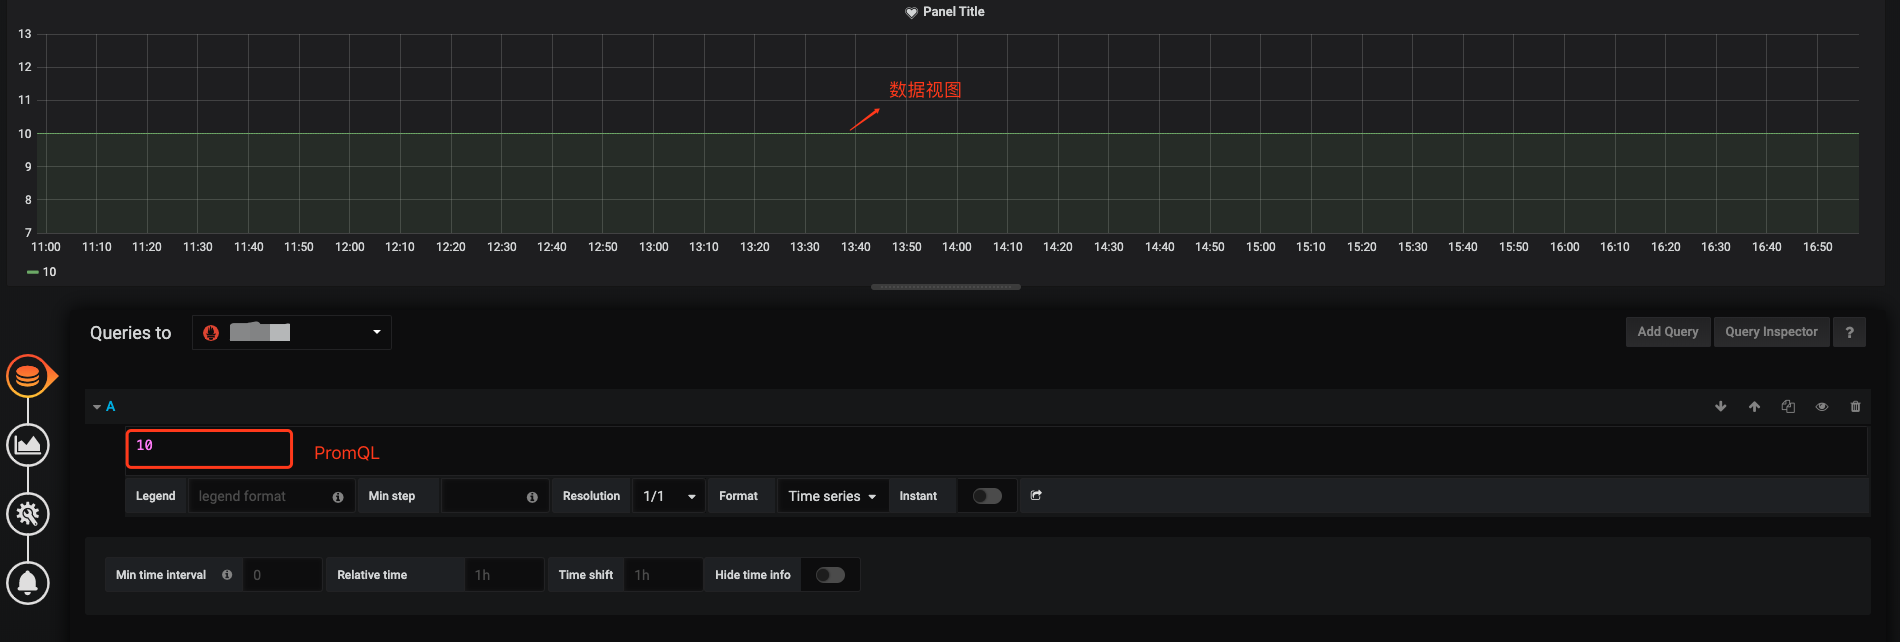 Panel Title
13
12
数据视图
11
10
9
8
7
11:00 11:10 11:20 11:30 11:40 11:50 12:00 12:10 12:20 12:30 12:40 12:50 13:00 13:10 13:20 13:30 13:40 13:50 14:00 14:10 14:20 14:30 14:40 14:50 15:00 15:10 15:20 15:30 15:40 15:50 16:00 16:10 16:20 16:30 16:40 16:50
10
Queries to
Add Query Query Inspector ?
A
10 PromQL
Legend legend format Min step Resolution 1/1 Format Time series Instant
Min time interval 0 Relative time 1h Time shift 1h Hide time info